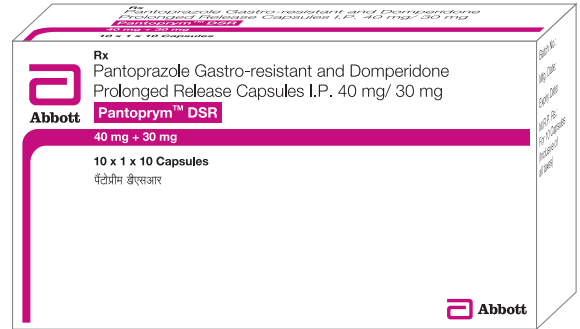 Pantoprazole Gastro-resistant and Domperidone
Prolonged Release Capsules I.P. 40 mg/ 30 mg
Pantoprym™ DSR
40 mg + 30 mg
10 x 1 x 10 Capsules
Rx
Pantoprazole Gastro-resistant and Domperidone
Prolonged Release Capsules I.P. 40 mg/ 30 mg
Abbott
Pantoprym™ DSR
40 mg + 30 mg
10 x 1 x 10 Capsules
पॅंटोप्रीम डीएसआर
Abbott
Batch No.:
Mfg. Date:
Expiry Date:
M.R.P. Rs.:
For 10 Capsules
(Inclusive of
all taxes)